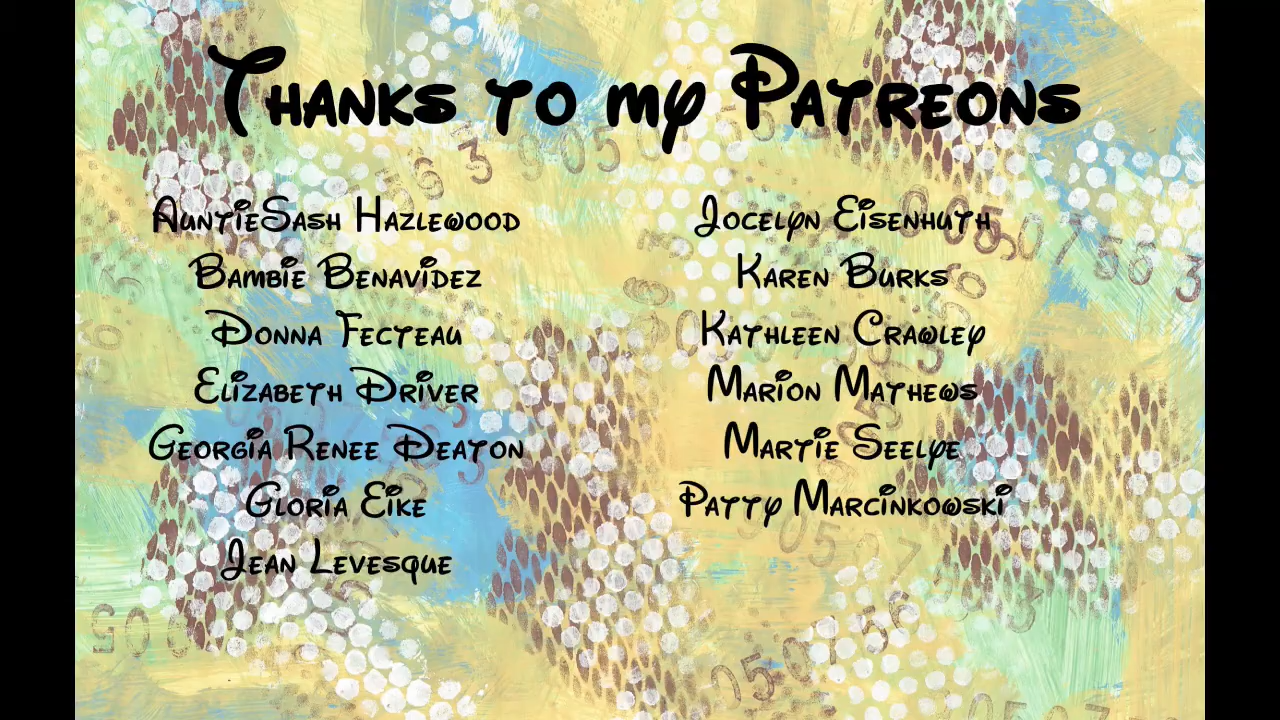 Thanks to my Patreons
AuntieSash Hazlewood
Bambie Benavidez
Donna Fecteau
Elizabeth Driver
Georgia Renee Deaton
Gloria Eike
Jean Levesque
Jocelyn Eisenhuth
Karen Burks
Kathleen Crawley
Marion Mathews
Martie Seelye
Patty Marcinkowski